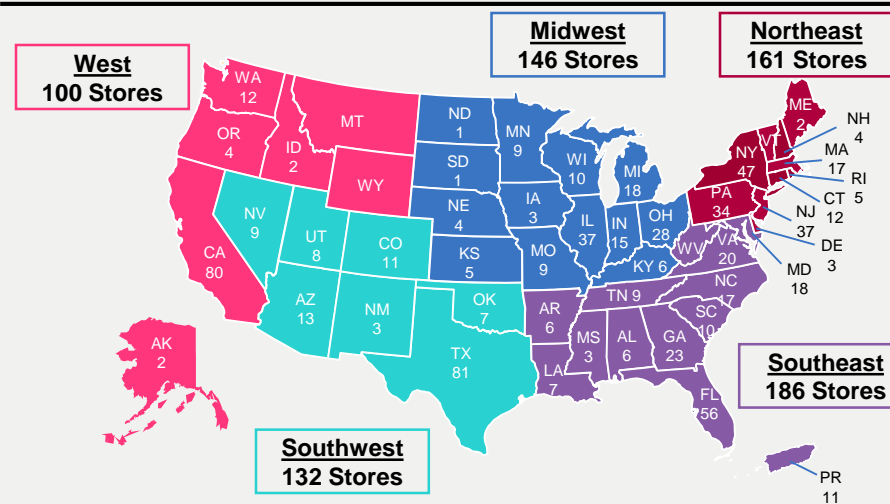 West
100 Stores
Midwest
146 Stores
Northeast
161 Stores
WA
12
OR
4
ID
2
MT
WY
CA
80
AK
2
NV
9
UT
8
CO
11
AZ
13
NM
3
OK
7
TX
81
Southwest
132 Stores
ND
1
SD
1
NE
4
KS
5
MN
9
IA
3
MO
9
WI
10
IL
37
MI
18
IN
15
OH
28
KY 6
ME
2
VT
NH
4
MA
17
RI
5
CT
12
NY
47
PA
34
NJ
37
DE
3
MD
18
WV
VA
20
NC
17
TN 9
SC
10
AR
6
LA
7
MS
3
AL
6
GA
23
FL
56
Southeast
186 Stores
PR
11